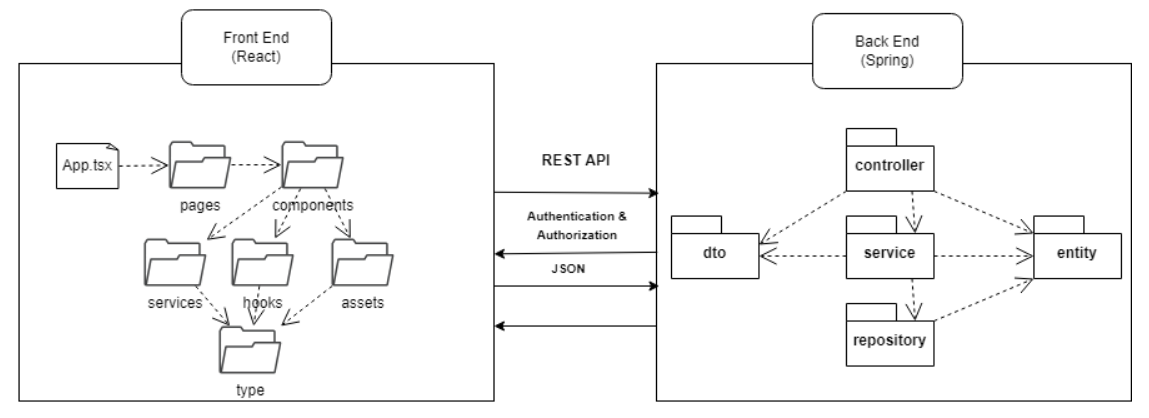 Front End
(React)
App.tsx
pages
components
services
hooks
assets
type
REST API
Authentication &
Authorization
JSON
Back End
(Spring)
controller
dto
service
entity
repository